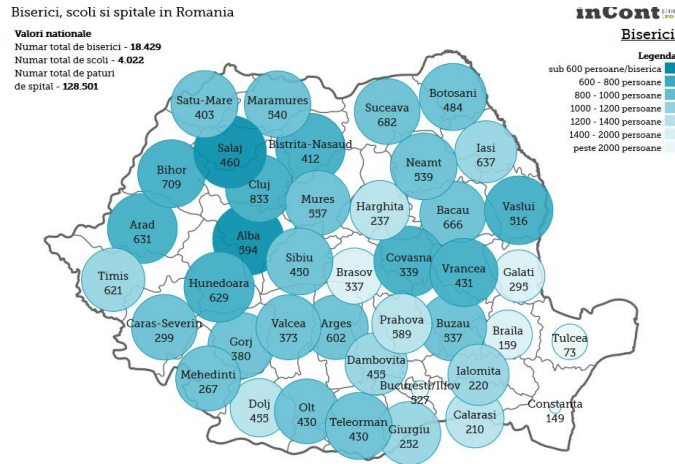 Biserici, scoli si spitale in Romania
inCont
.ro
Valori nationale
Numar total de biserici - 18.429
Numar total de scoli - 4.022
Numar total de paturi
de spital - 128.501
Biserici
Legenda
sub 600 persoane/biserica
600 - 800 persoane
800 - 1000 persoane
1000 - 1200 persoane
1200 - 1400 persoane
1400 - 2000 persoane
peste 2000 persoane
Satu-Mare
403
Maramures
540
Suceava
682
Botosani
484
Salaj
460
Bistrita-Nasaud
412
Iasi
637
Bihor
709
Cluj
833
Neamt
539
Mures
557
Harghita
237
Bacau
666
Vaslui
516
Arad
631
Alba
594
Sibiu
450
Brasov
337
Covasna
339
Vrancea
431
Galati
295
Timis
621
Hunedoara
629
Caras-Severin
299
Gorj
380
Valcea
373
Arges
602
Prahova
589
Buzau
537
Braila
159
Tulcea
73
Mehedinti
267
Dambovita
455
Bucuresti/Ilfov
527
Ialomita
220
Dolj
455
Olt
430
Teleorman
430
Giurgiu
252
Calarasi
210
Constanta
149